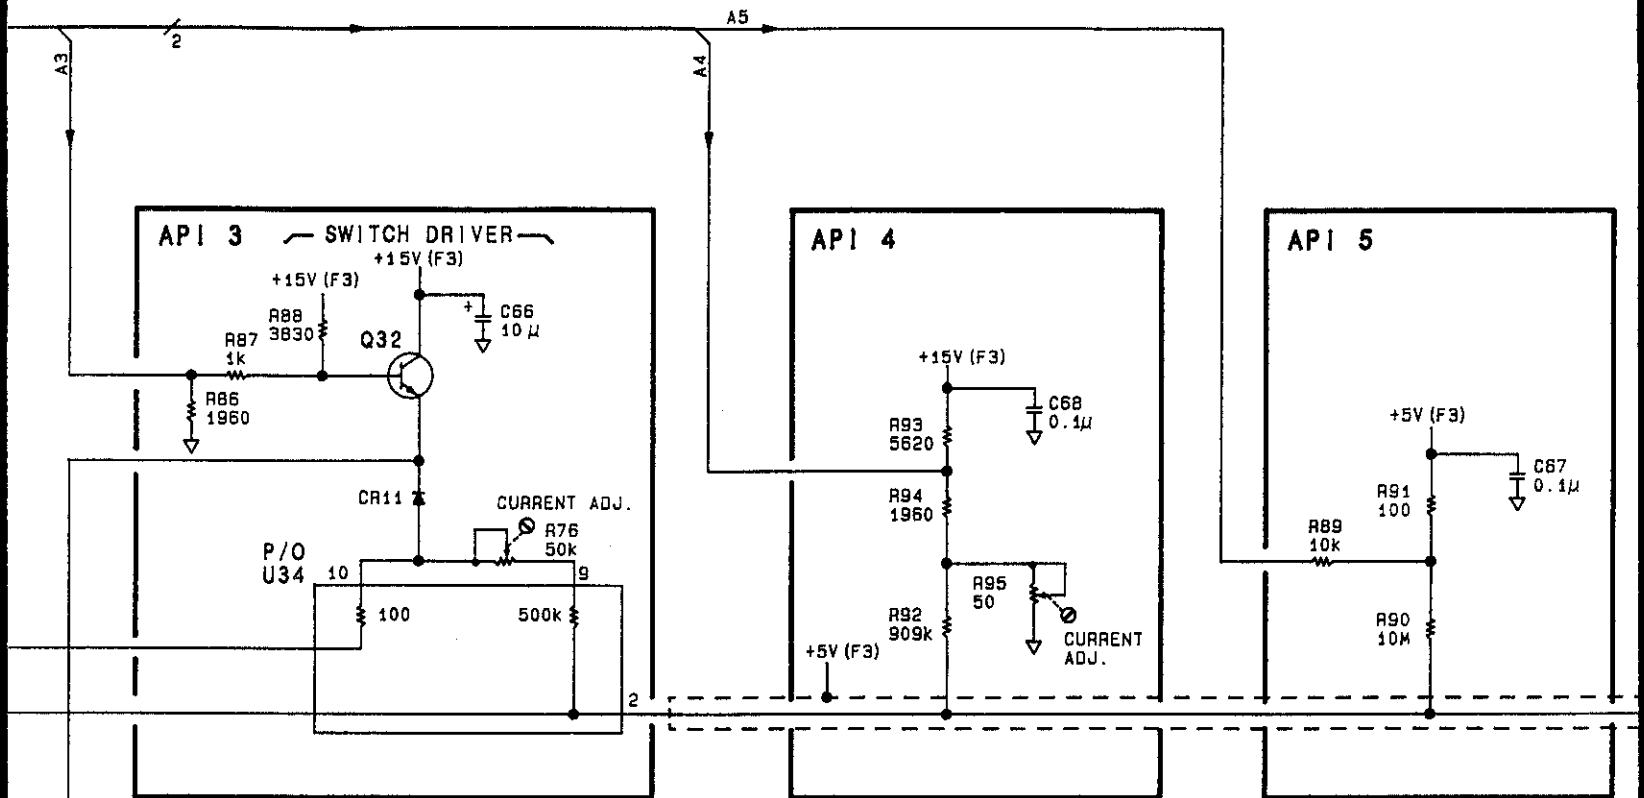 A5
2
A3
A4
API 3
SWITCH DRIVER
+15V (F3)
+15V (F3)
R88
3830
C66
10 µ
+
R87
1k
Q32
R86
1960
CR11
CURRENT ADJ.
R76
50k
P/O
U34
10
9
100
500k
2
API 4
+15V (F3)
C68
0.1µ
R93
5620
R94
1960
R95
50
R92
909k
CURRENT
ADJ.
+5V (F3)
API 5
+5V (F3)
C67
0.1µ
R91
100
R89
10k
R90
10M